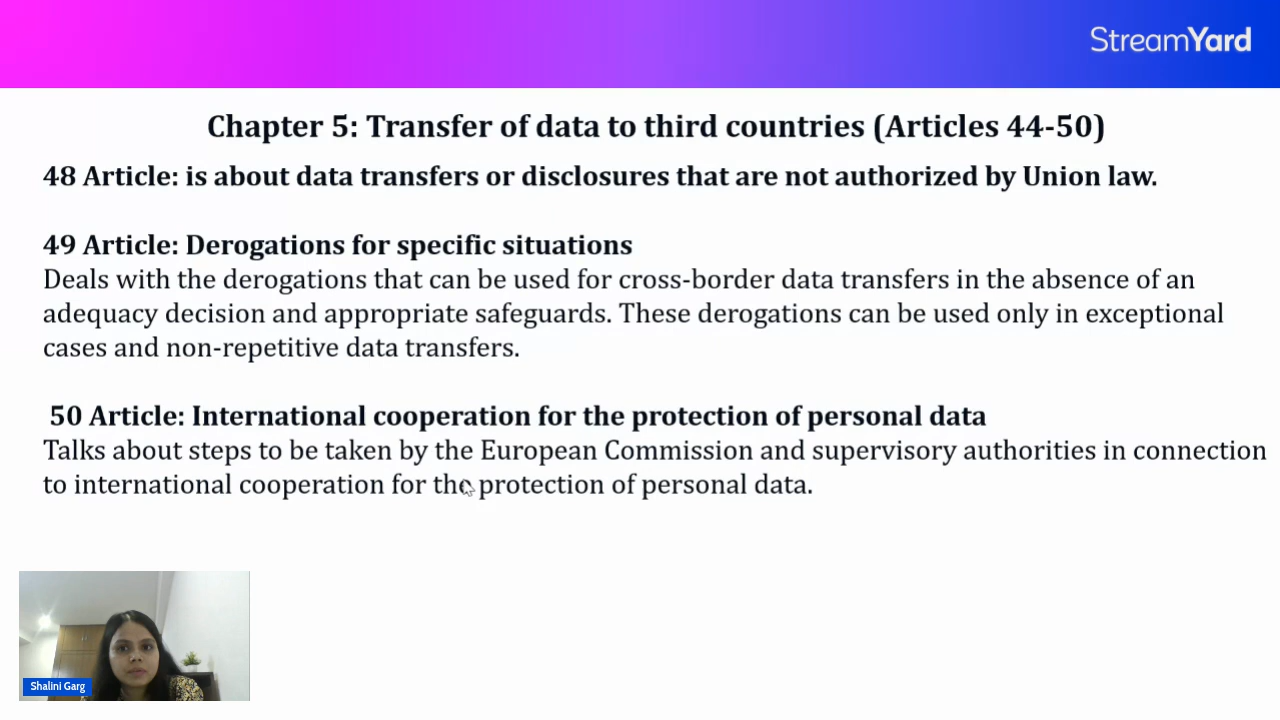 StreamYard
Chapter 5: Transfer of data to third countries (Articles 44-50)
48 Article: is about data transfers or disclosures that are not authorized by Union law.
49 Article: Derogations for specific situations
Deals with the derogations that can be used for cross-border data transfers in the absence of an
adequacy decision and appropriate safeguards. These derogations can be used only in exceptional
cases and non-repetitive data transfers.
50 Article: International cooperation for the protection of personal data
Talks about steps to be taken by the European Commission and supervisory authorities in connection
to international cooperation for the protection of personal data.
Shalini Garg